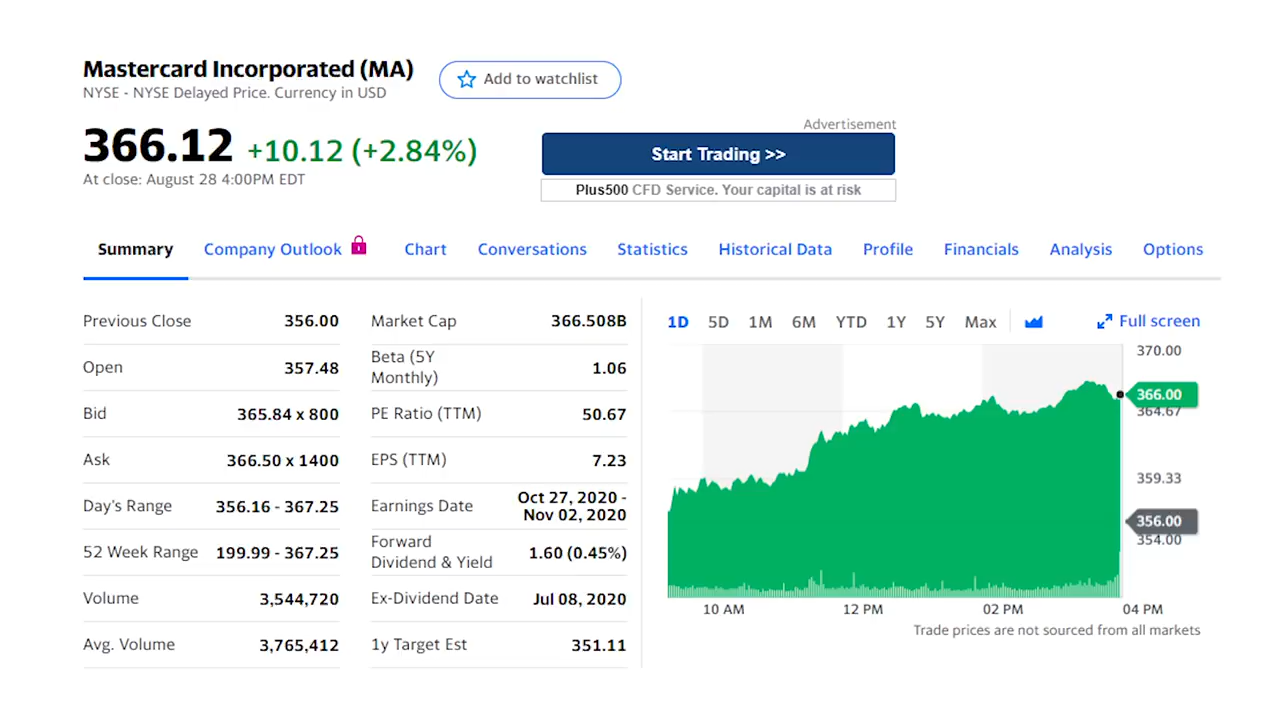 Mastercard Incorporated (MA)
Add to watchlist
NYSE - NYSE Delayed Price. Currency in USD
366.12 +10.12 (+2.84%)
At close: August 28 4:00PM EDT
Advertisement
Start Trading >>
Plus500 CFD Service. Your capital is at risk
Summary Company Outlook Chart Conversations Statistics Historical Data Profile Financials Analysis Options
Previous Close 356.00
Open 357.48
Bid 365.84 x 800
Ask 366.50 x 1400
Day's Range 356.16 - 367.25
52 Week Range 199.99 - 367.25
Volume 3,544,720
Avg. Volume 3,765,412
Market Cap 366.508B
Beta (5Y
Monthly) 1.06
PE Ratio (TTM) 50.67
EPS (TTM) 7.23
Earnings Date Oct 27, 2020 -
Nov 02, 2020
Forward
Dividend & Yield 1.60 (0.45%)
Ex-Dividend Date Jul 08, 2020
1y Target Est 351.11
1D 5D 1M 6M YTD 1Y 5Y Max Full screen
370.00
366.00
364.67
359.33
356.00
354.00
10 AM 12 PM 02 PM 04 PM
Trade prices are not sourced from all markets